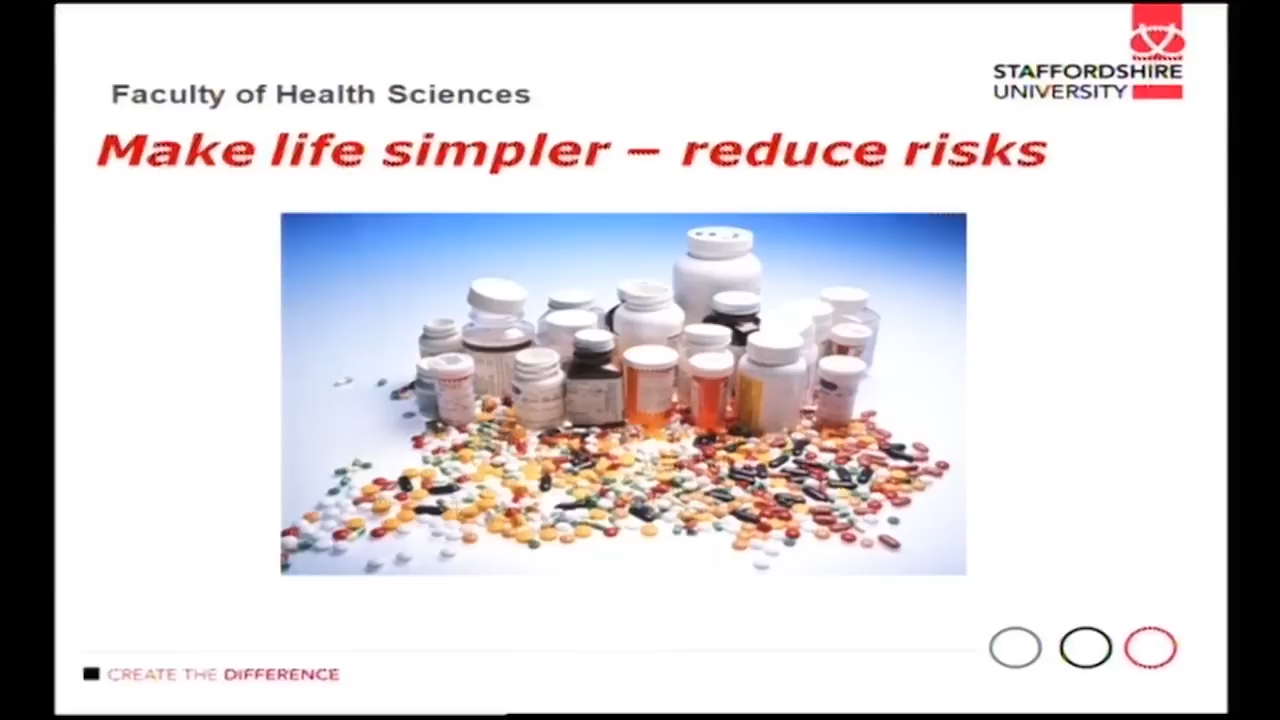 STAFFORDSHIRE
UNIVERSITY
Faculty of Health Sciences
Make life simpler – reduce risks
CREATE THE DIFFERENCE